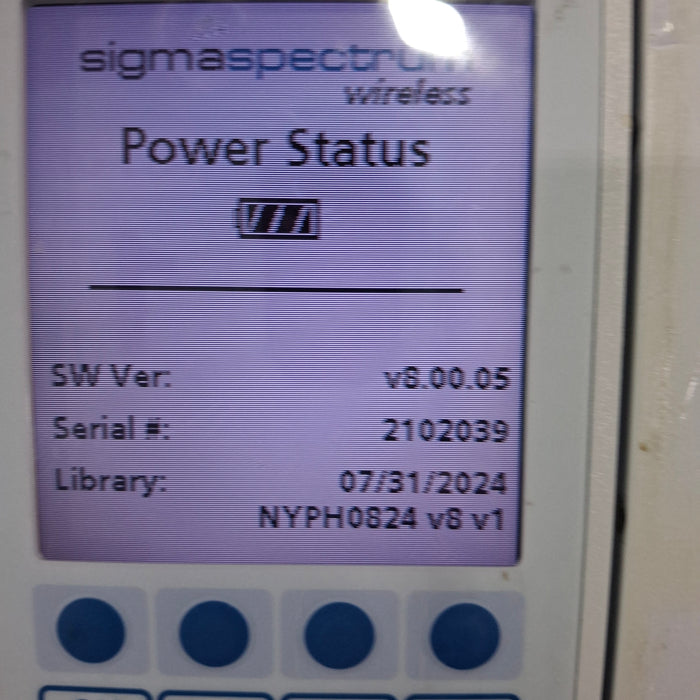 sigmaspectrum
wireless
Power Status
SW Ver: v8.00.05
Serial #: 2102039
Library: 07/31/2024
NYPH0824 v8 v1